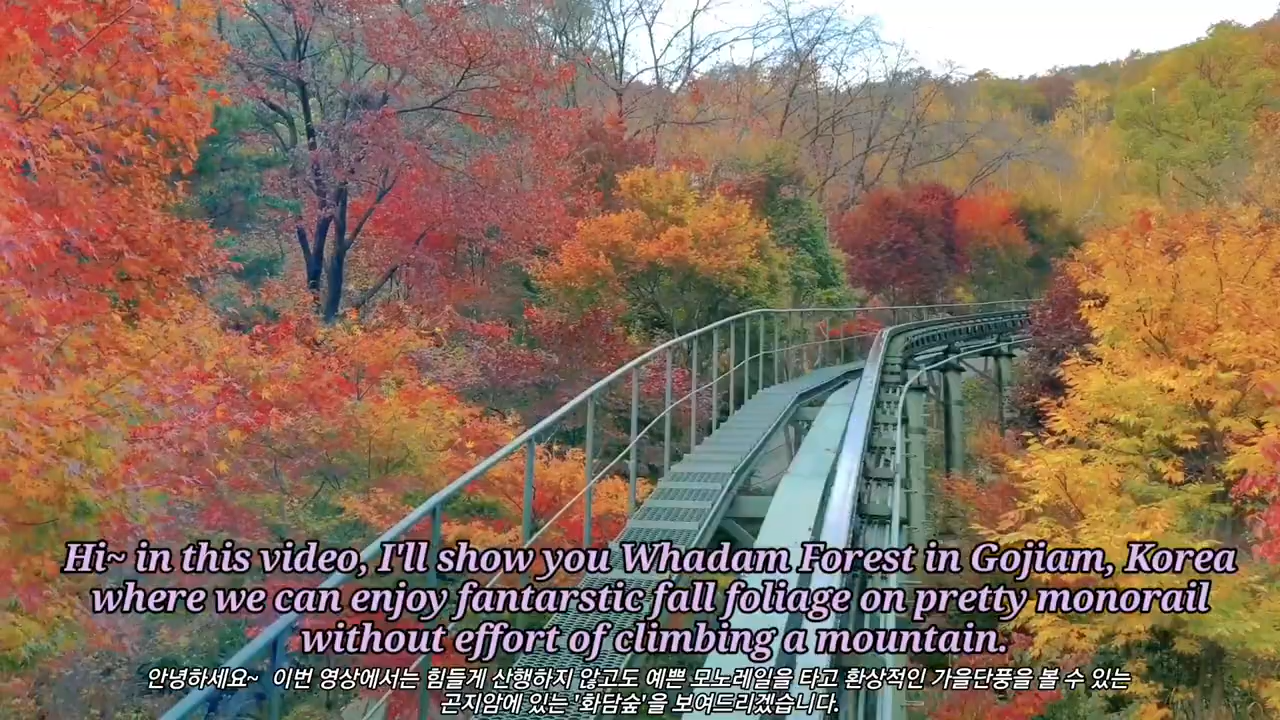 Hi~ in this video, I'll show you Whadam Forest in Gojiam, Korea
where we can enjoy fantarstic fall foliage on pretty monorail
without effort of climbing a mountain.
안녕하세요~ 이번 영상에서는 힘들게 산행하지 않고도 예쁜 모노레일을 타고 환상적인 가을단풍을 볼 수 있는
곤지암에 있는 '화담숲'을 보여드리겠습니다.